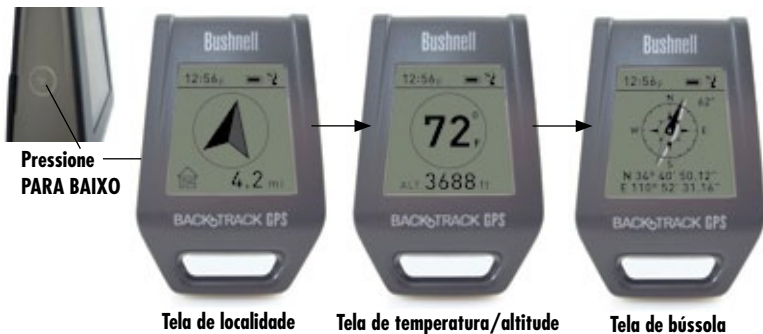 Bushnell
12:56P
4.2 mi
BACKTRACK GPS
Bushnell
12:56P
72°F
ALT 3688 ft
BACKTRACK GPS
Bushnell
12:56P
62°
N
W E
S
N 34° 40' 50.12"
E 110° 52' 31.16"
BACKTRACK GPS
Pressione
PARA BAIXO
Tela de localidade
Tela de temperatura/altitude
Tela de bússola